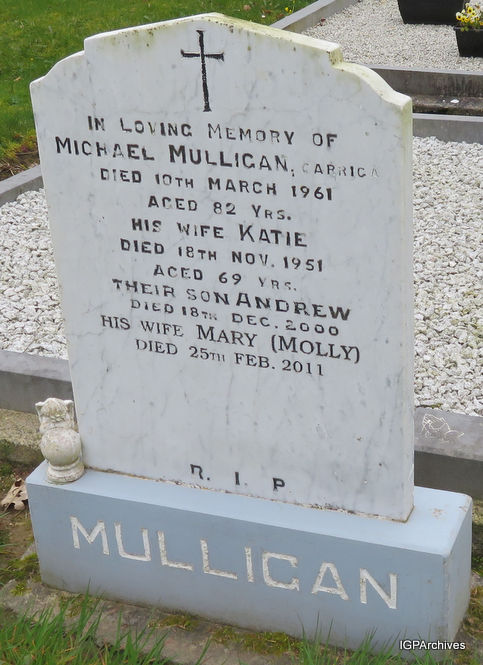 IN LOVING MEMORY OF
MICHAEL MULLIGAN, CARRIGA
DIED 10TH MARCH 1961
AGED 82 YRS.
HIS WIFE KATIE
DIED 18TH NOV. 1951
AGED 69 YRS.
THEIR SON ANDREW
DIED 18TH DEC. 2000
HIS WIFE MARY (MOLLY)
DIED 25TH FEB. 2011
R. I P
MULLIGAN
IGPArchives